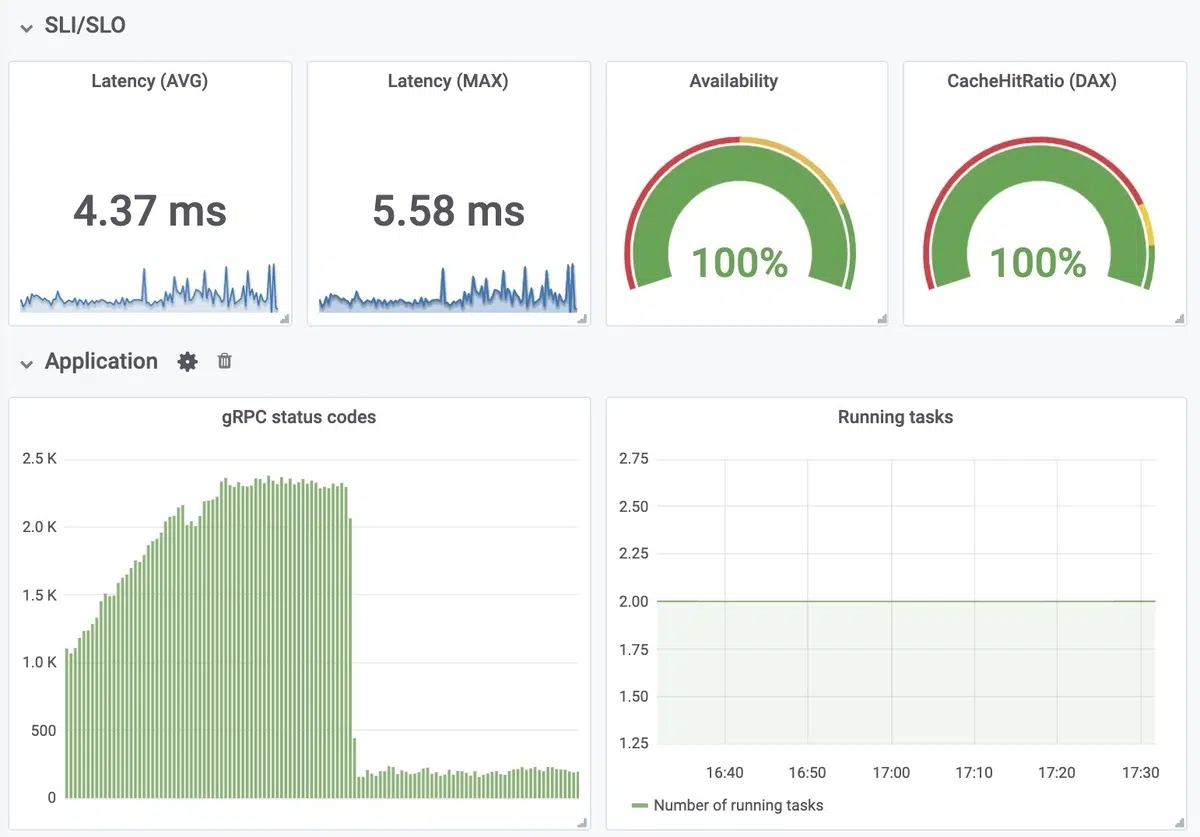 SLI/SLO
Latency (AVG)
4.37 ms
Latency (MAX)
5.58 ms
Availability
100%
CacheHitRatio (DAX)
100%
Application
gRPC status codes
2.5 K
2.0 K
1.5 K
1.0 K
500
0
Running tasks
2.75
2.50
2.25
2.00
1.75
1.50
1.25
16:40 16:50 17:00 17:10 17:20 17:30
Number of running tasks